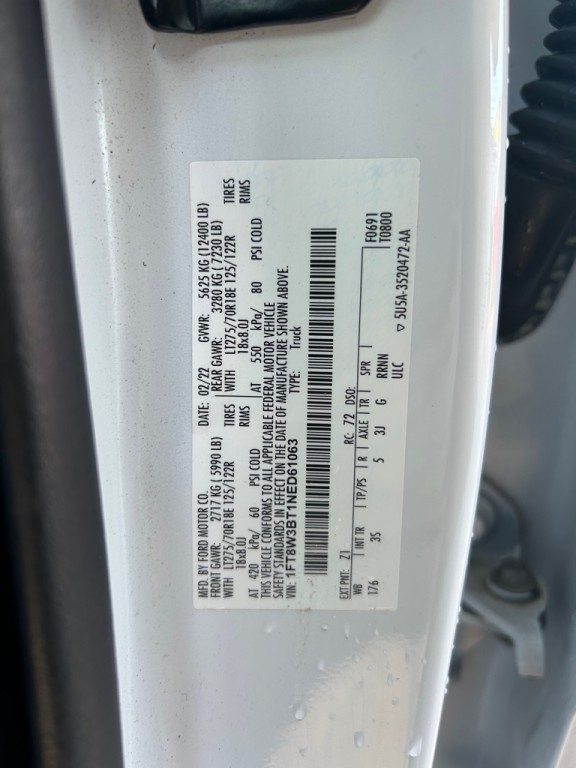 MFD. BY FORD MOTOR CO. DATE: 02/22 GVWR: 5625 KG (12400 LB)
FRONT GAWR: 2717 KG ( 5990 LB) REAR GAWR: 3280 KG ( 7230 LB)
WITH LT275/70R18E 125/122R TIRES WITH LT275/70R18E 125/122R TIRES
18x8.0J RIMS 18x8.0J RIMS
AT 420 kPa/ 60 PSI COLD AT 550 kPa/ 80 PSI COLD
THIS VEHICLE CONFORMS TO ALL APPLICABLE FEDERAL MOTOR VEHICLE
SAFETY STANDARDS IN EFFECT ON THE DATE OF MANUFACTURE SHOWN ABOVE.
VIN: 1FT8W3BT1NED61063 TYPE: Truck
F0691
T0800
EXT PNT: Z1 RC: 72 DSO:
WB INT TR TP/PS R AXLE TR SPR
176 3S 5 3J G RRNN
ULC
▽ 5U5A-3520472-AA